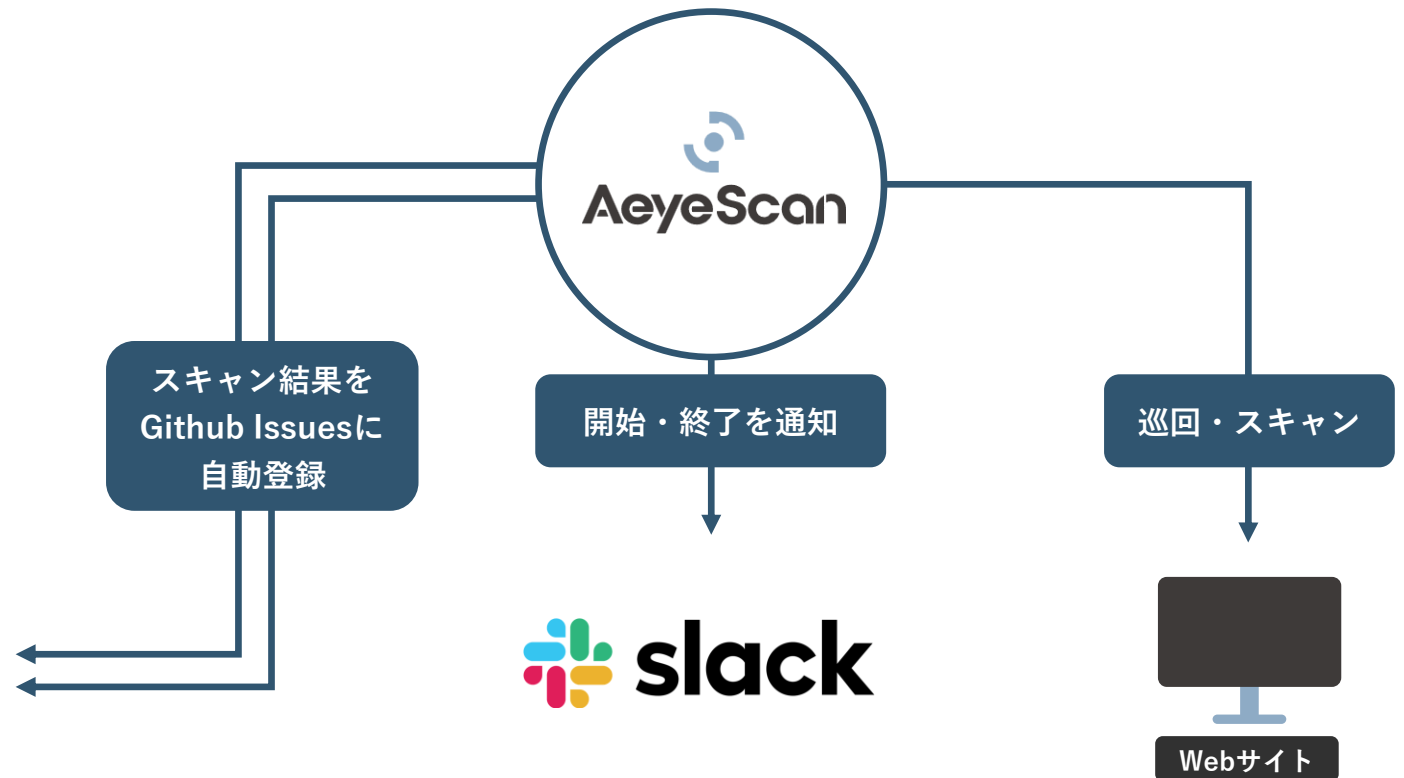 AeyeScan
スキャン結果を
Github Issuesに
自動登録
開始・終了を通知
巡回・スキャン
slack
Webサイト